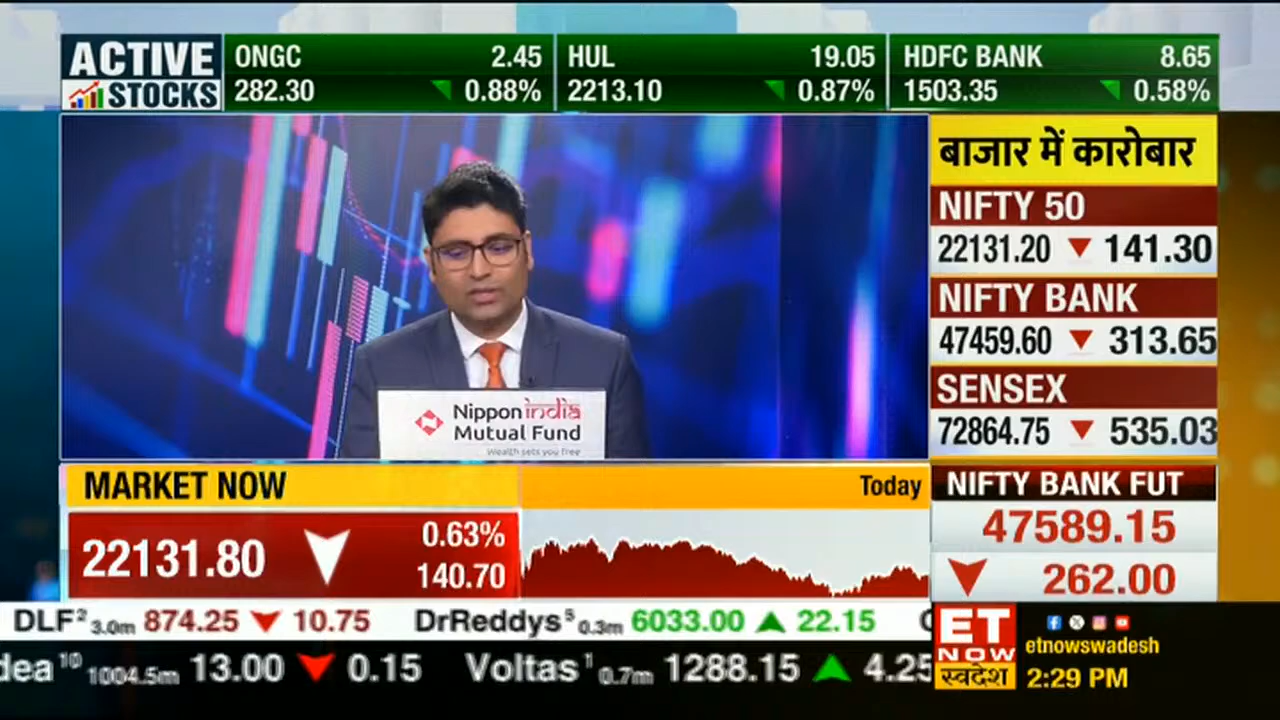 ACTIVE
STOCKS
ONGC 2.45
282.30 0.88%
HUL 19.05
2213.10 0.87%
HDFC BANK 8.65
1503.35 0.58%
बाजार में कारोबार
NIFTY 50
22131.20 141.30
NIFTY BANK
47459.60 313.65
SENSEX
72864.75 535.03
NIFTY BANK FUT
47589.15
262.00
Nippon india
Mutual Fund
Wealth sets you free
MARKET NOW
Today
22131.80
0.63%
140.70
DLF² 3.0m 874.25 10.75 DrReddys⁵ 0.3m 6033.00 22.15
dea¹⁰ 1004.5m 13.00 0.15 Voltas¹ 0.7m 1288.15 4.25
ET
NOW
स्वदेश
etnowswadesh
2:29 PM